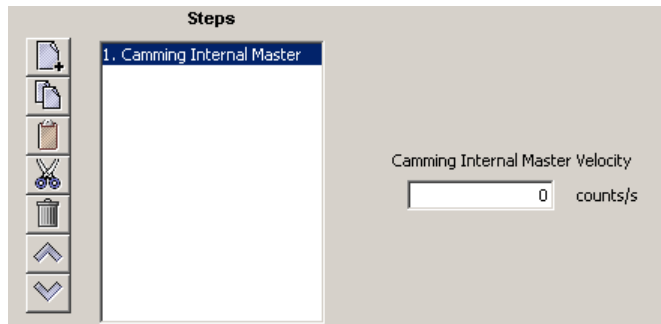 Steps
1. Camming Internal Master
Camming Internal Master Velocity
0 counts/s